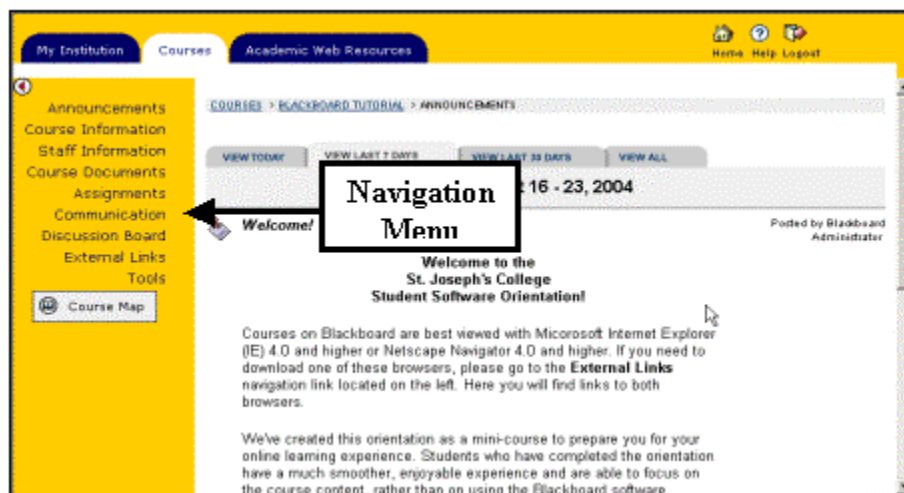 My Institution Courses Academic Web Resources
Home Help Logout
Announcements
Course Information
Staff Information
Course Documents
Assignments
Communication
Discussion Board
External Links
Tools
Course Map
COURSES > BLACKBOARD TUTORIAL > ANNOUNCEMENTS
VIEW TODAY VIEW LAST 7 DAYS VIEW LAST 30 DAYS VIEW ALL
16 - 23, 2004
Navigation
Menu
Welcome!
Posted by Blackboard
Administrator
Welcome to the
St. Joseph's College
Student Software Orientation!
Courses on Blackboard are best viewed with Micorosoft Internet Explorer
(IE) 4.0 and higher or Netscape Navigator 4.0 and higher. If you need to
download one of these browsers, please go to the External Links
navigation link located on the left. Here you will find links to both
browsers.
We've created this orientation as a mini-course to prepare you for your
online learning experience. Students who have completed the orientation
have a much smoother, enjoyable experience and are able to focus on
the course content, rather than on using the Blackboard software.